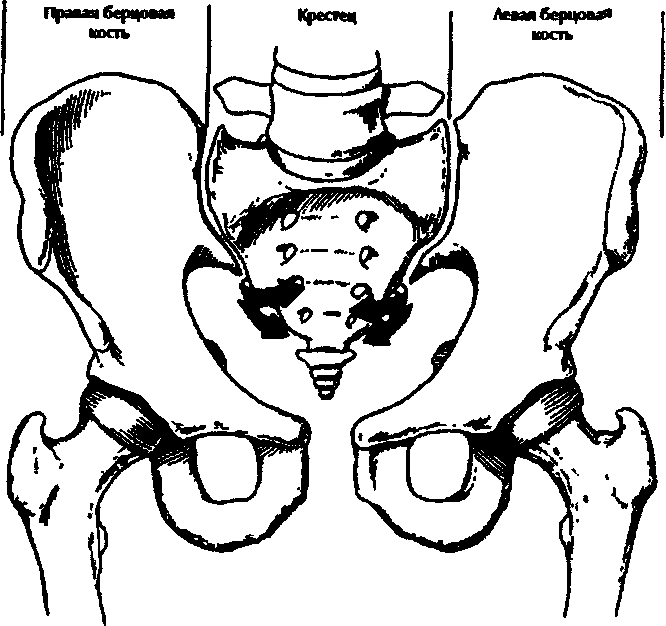 Правая берцовая
кость
Крестец
Левая берцовая
кость